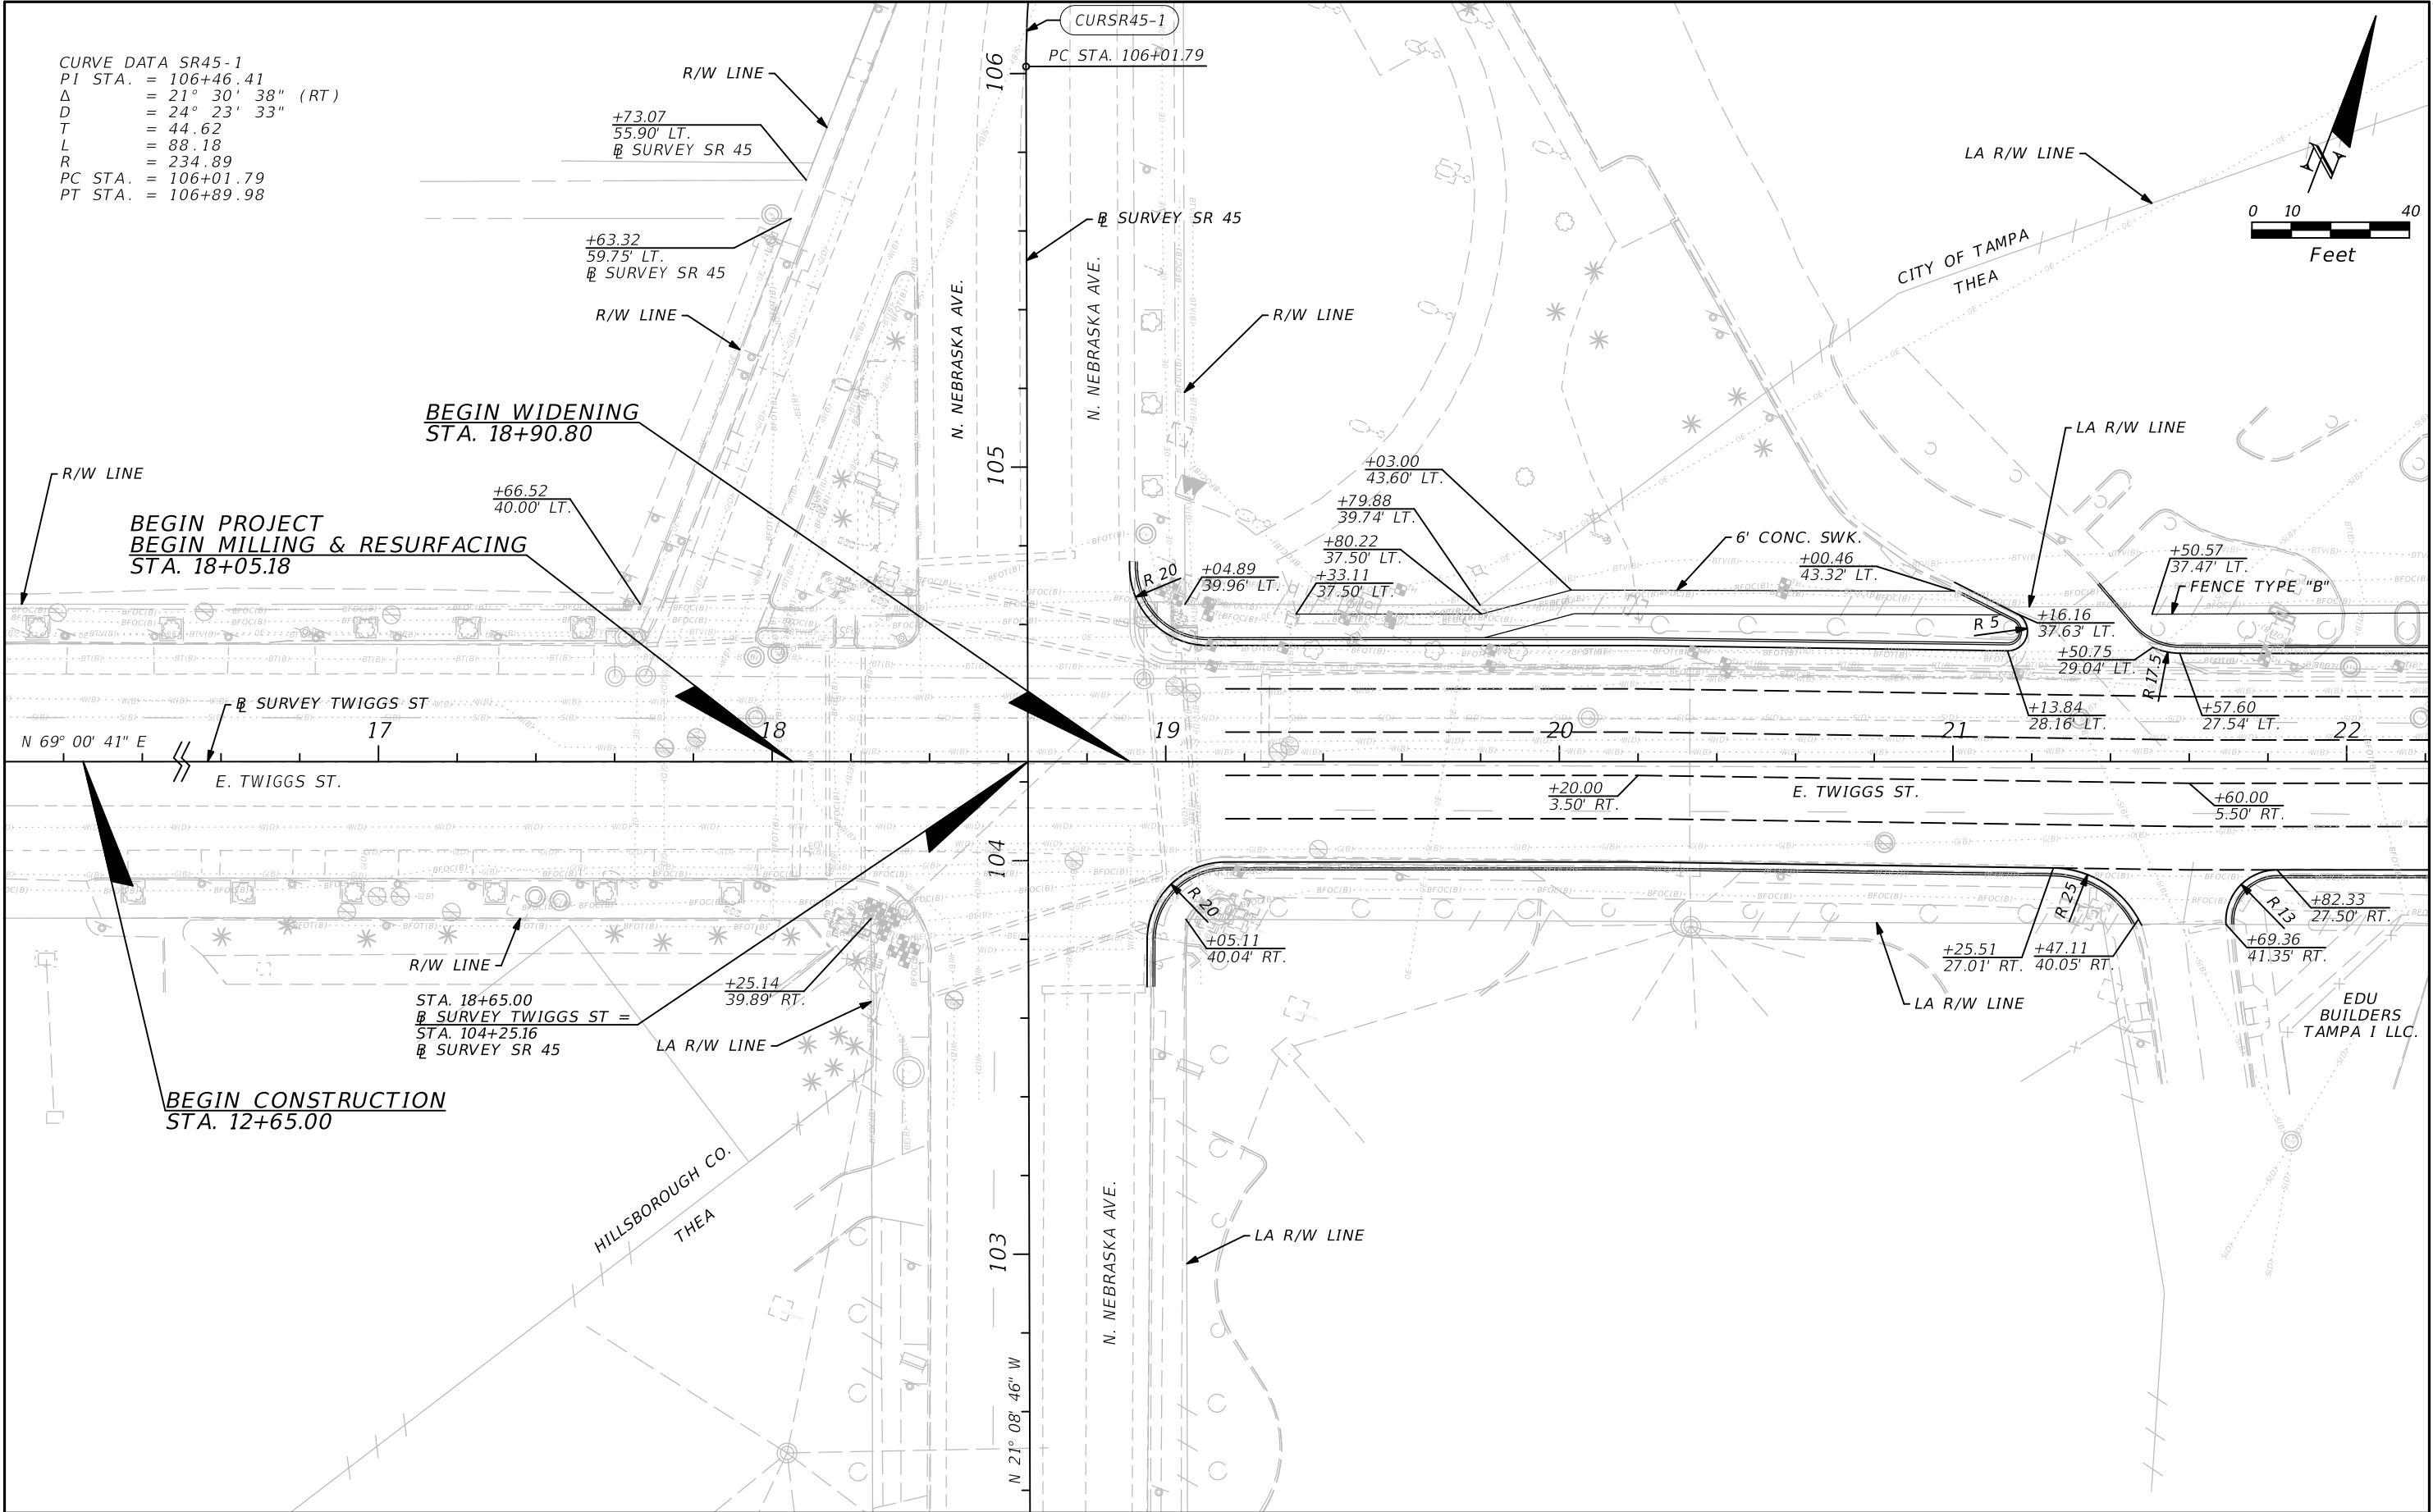 CURSR45-1
PC STA. 106+01.79
CURVE DATA SR45-1
PI STA. = 106+46.41
Δ = 21° 30' 38" (RT)
D = 24° 23' 33"
T = 44.62
L = 88.18
R = 234.89
PC STA. = 106+01.79
PT STA. = 106+89.98
106
R/W LINE
+73.07
55.90' LT.
℄ SURVEY SR 45
LA R/W LINE
N
0 10 40
Feet
+63.32
59.75' LT.
℄ SURVEY SR 45
℄ SURVEY SR 45
CITY OF TAMPA
THEA
R/W LINE
N. NEBRASKA AVE.
N. NEBRASKA AVE.
R/W LINE
BEGIN WIDENING
STA. 18+90.80
LA R/W LINE
R/W LINE
+66.52
40.00' LT.
105
+03.00
43.60' LT.
+79.88
39.74' LT.
BEGIN PROJECT
BEGIN MILLING & RESURFACING
STA. 18+05.18
+80.22
37.50' LT.
6' CONC. SWK.
+00.46
43.32' LT.
+50.57
37.47' LT.
R 20
+04.89
39.96' LT.
+33.11
37.50' LT.
FENCE TYPE "B"
R 5
+16.16
37.63' LT.
+50.75
29.04' LT.
R 17.5
+13.84
28.16' LT.
+57.60
27.54' LT.
℄ SURVEY TWIGGS ST
N 69° 00' 41" E
17
18
19
20
21
22
E. TWIGGS ST.
+20.00
3.50' RT.
E. TWIGGS ST.
+60.00
5.50' RT.
104
R 20
+05.11
40.04' RT.
R 25
R 13
+82.33
27.50' RT.
+25.51
27.01' RT.
+47.11
40.05' RT.
+69.36
41.35' RT.
R/W LINE
+25.14
39.89' RT.
STA. 18+65.00
℄ SURVEY TWIGGS ST =
STA. 104+25.16
℄ SURVEY SR 45
LA R/W LINE
LA R/W LINE
EDU
BUILDERS
TAMPA I LLC.
BEGIN CONSTRUCTION
STA. 12+65.00
HILLSBOROUGH CO.
THEA
103
N. NEBRASKA AVE.
LA R/W LINE
N 21° 08' 46" W